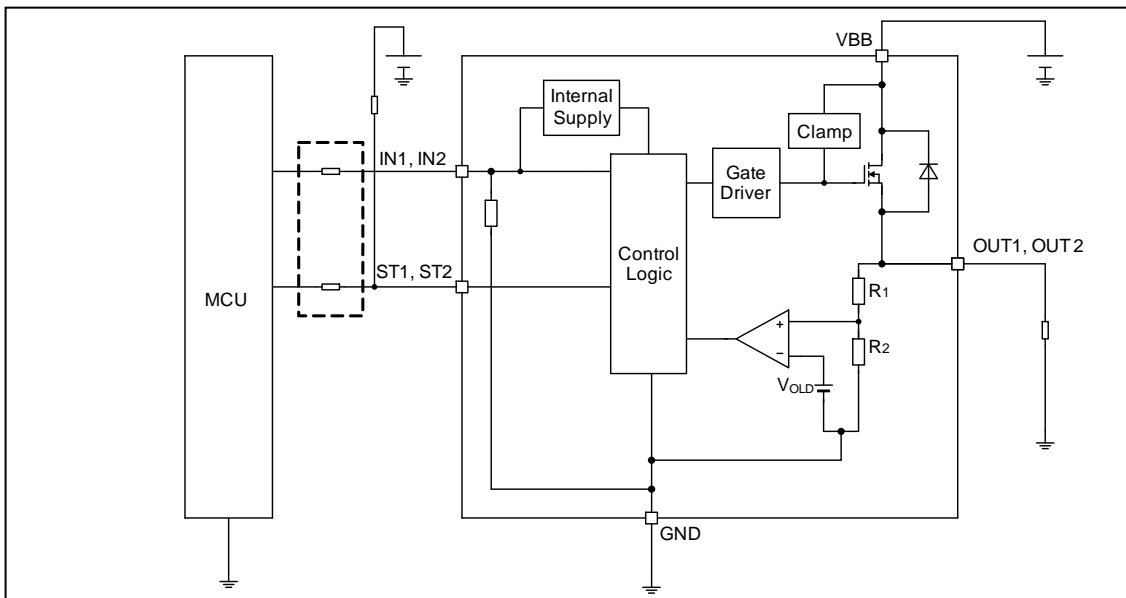 VBB
Internal
Supply
Clamp
IN1, IN2
Gate
Driver
Control
Logic
OUT1, OUT2
ST1, ST2
MCU
R1
+
R2
−
VOLD
GND